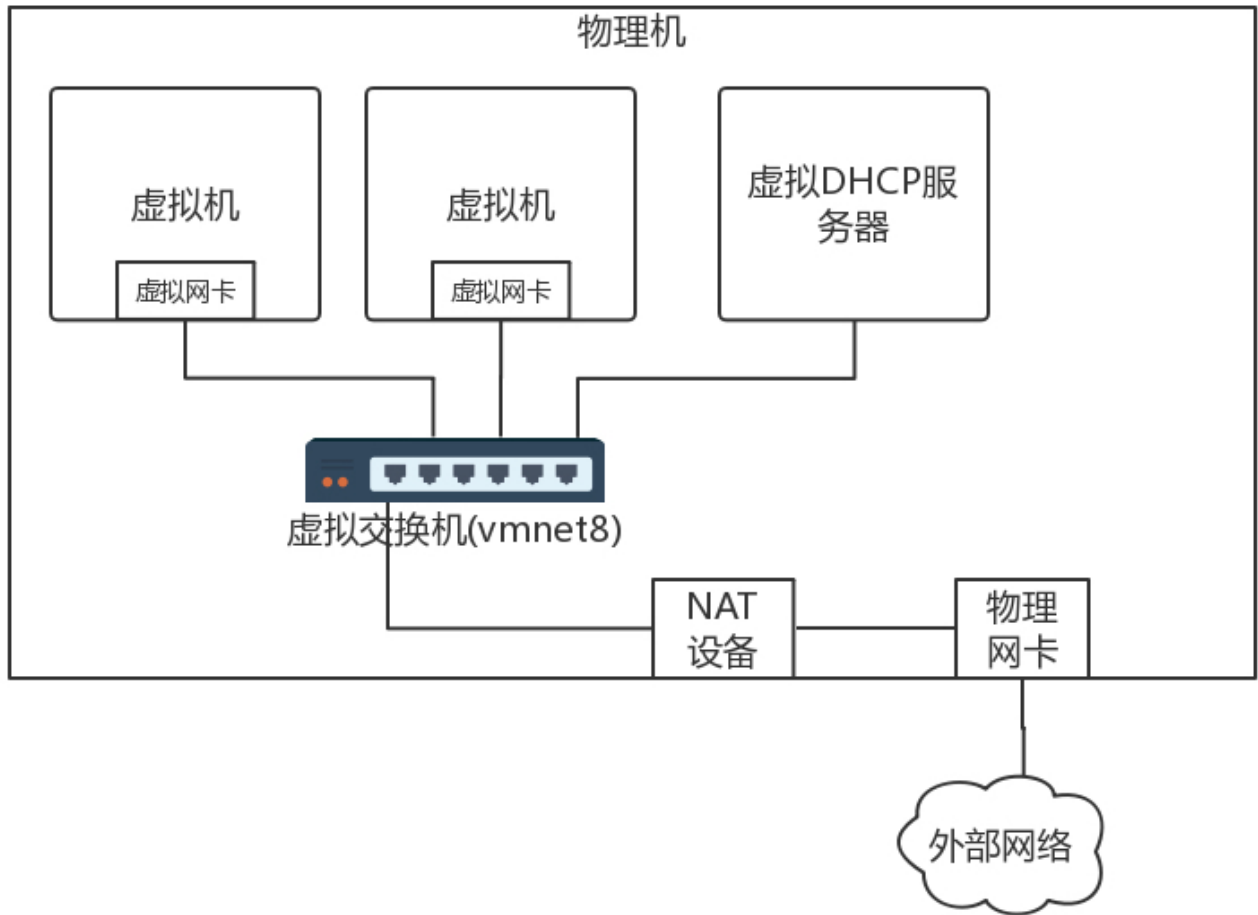 物理机
虚拟机
虚拟机
虚拟DHCP服
务器
虚拟网卡
虚拟网卡
虚拟交换机(vmnet8)
NAT
设备
物理
网卡
外部网络